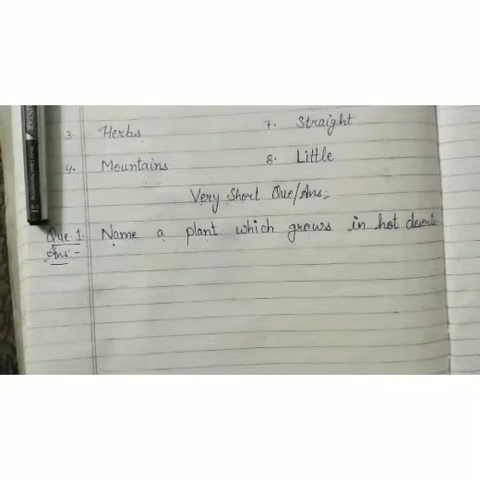 3. Herbs 7. Straight
4. Mountains 8. Little
Very Short Que/Ans:
Que.1. Name a plant which grows in hot deserts
Ans:-